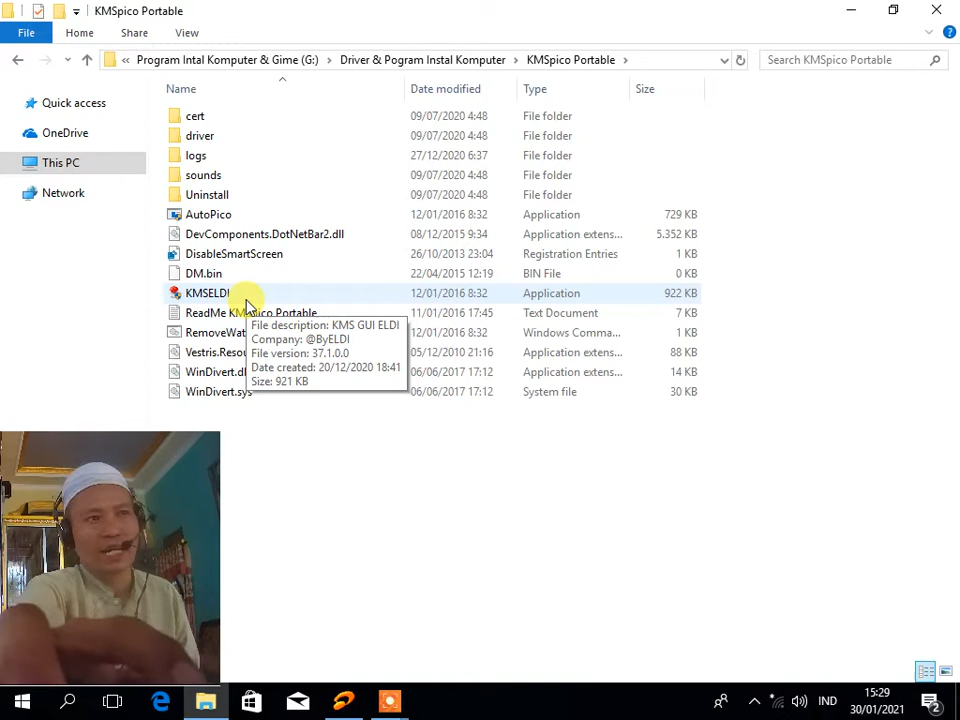 KMSpico Portable
File Home Share View
« Program Intal Komputer & Gime (G:) Driver & Pogram Instal Komputer KMSpico Portable Search KMSpico Portable
Name Date modified Type Size
Quick access
OneDrive
This PC
Network
cert 09/07/2020 4:48 File folder
driver 09/07/2020 4:48 File folder
logs 27/12/2020 6:37 File folder
sounds 09/07/2020 4:48 File folder
Uninstall 09/07/2020 4:48 File folder
AutoPico 12/01/2016 8:32 Application 729 KB
DevComponents.DotNetBar2.dll 08/12/2015 9:34 Application extens... 5.352 KB
DisableSmartScreen 26/10/2013 23:04 Registration Entries 1 KB
DM.bin 22/04/2015 12:19 BIN File 0 KB
KMSELDI 12/01/2016 8:32 Application 922 KB
ReadMe KMSpico Portable 11/01/2016 17:45 Text Document 7 KB
RemoveWat 12/01/2016 8:32 Windows Comma... 1 KB
Vestris.Resou 05/12/2010 21:16 Application extens... 88 KB
WinDivert.dl 06/06/2017 17:12 Application extens... 14 KB
WinDivert.sys 06/06/2017 17:12 System file 30 KB
File description: KMS GUI ELDI
Company: @ByELDI
File version: 37.1.0.0
Date created: 20/12/2020 18:41
Size: 921 KB
IND
15:29
30/01/2021
2